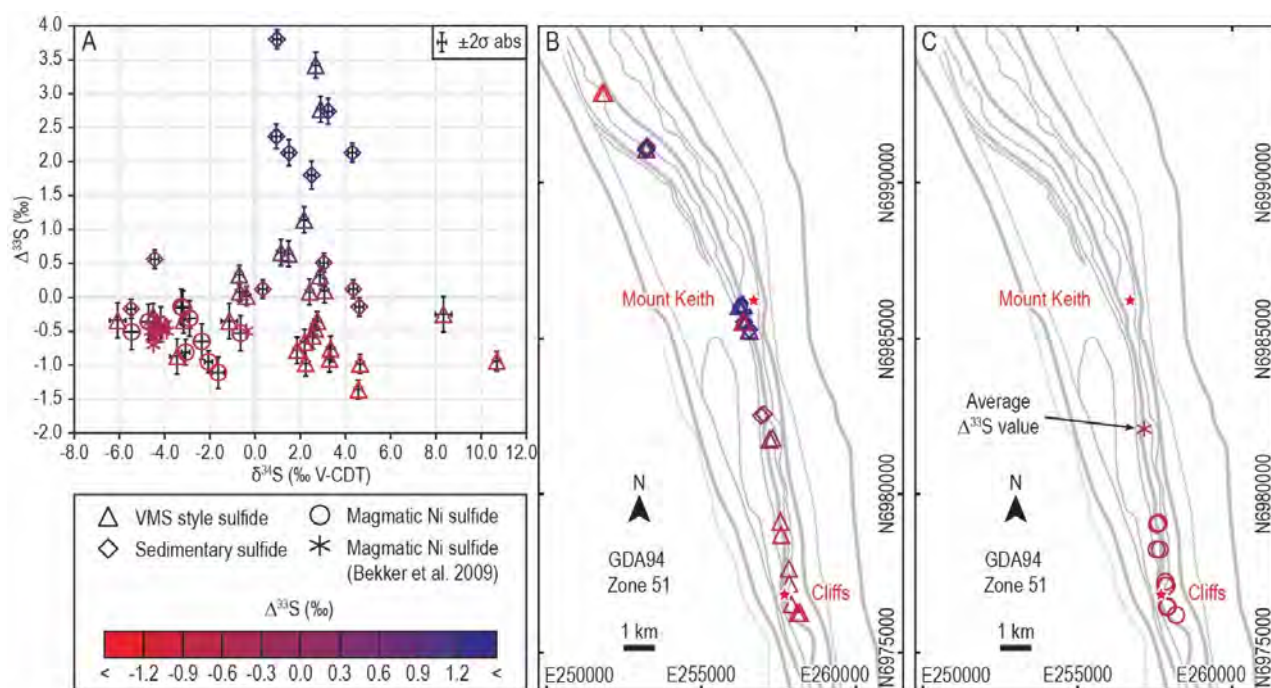 A
±2σ abs
4.0
3.5
3.0
2.5
2.0
1.5
1.0
0.5
0.0
-0.5
-1.0
-1.5
-2.0
Δ³³S (‰)
-8.0 -6.0 -4.0 -2.0 0.0 2.0 4.0 6.0 8.0 10.0 12.0
δ³⁴S (‰ V-CDT)
VMS style sulfide
Sedimentary sulfide
Magmatic Ni sulfide
Magmatic Ni sulfide
(Bekker et al. 2009)
Δ³³S (‰)
< -1.2 -0.9 -0.6 -0.3 0.0 0.3 0.6 0.9 1.2 <
B
N6990000
Mount Keith
N6985000
N
N6980000
GDA94
Zone 51
Cliffs
1 km
N6975000
E250000 E255000 E260000
C
N6990000
Mount Keith
N6985000
Average
Δ³³S value
N
N6980000
GDA94
Zone 51
Cliffs
1 km
N6975000
E250000 E255000 E260000